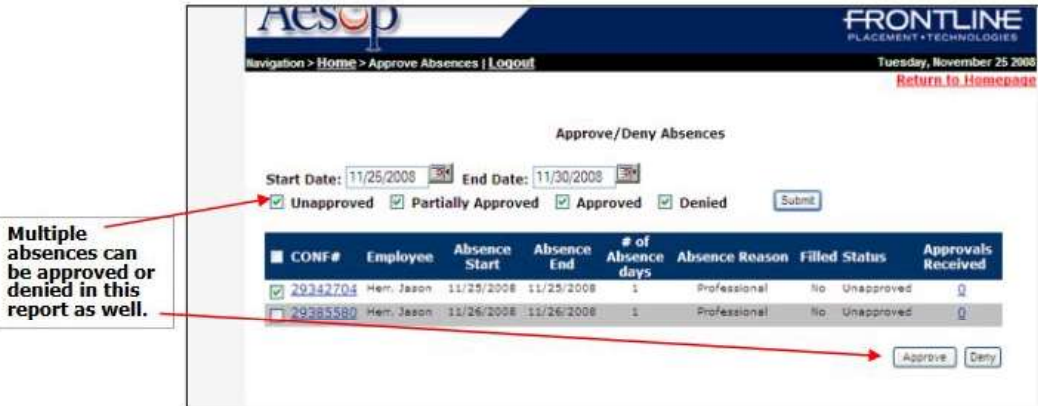 Aesop
FRONTLINE
PLACEMENT•TECHNOLOGIES
Navigation > Home > Approve Absences | Logout
Tuesday, November 25 2008
Return to Homepage
Approve/Deny Absences
Start Date: 11/25/2008 End Date: 11/30/2008
Unapproved Partially Approved Approved Denied Submit
Multiple
absences can
be approved or
denied in this
report as well.
CONF# Employee Absence Start Absence End # of Absence days Absence Reason Filled Status Approvals Received
29342704 Herr, Jason 11/25/2008 11/25/2008 1 Professional No Unapproved 0
29385580 Herr, Jason 11/26/2008 11/26/2008 1 Professional No Unapproved 0
Approve Deny